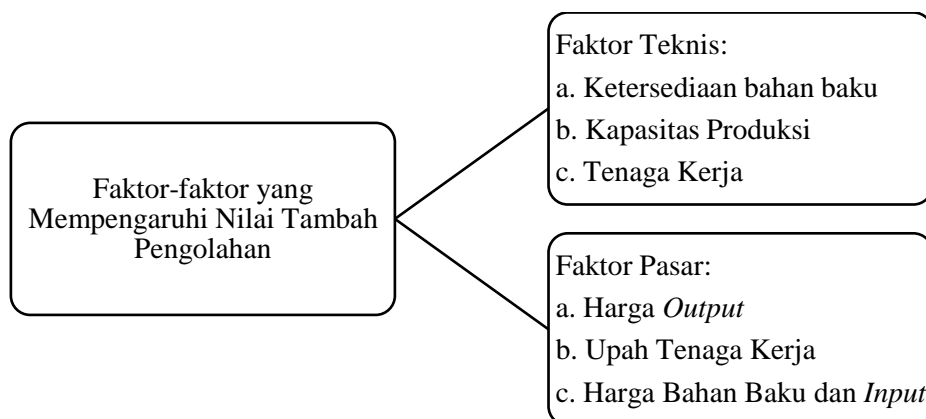 Faktor-faktor yang
Mempengaruhi Nilai Tambah
Pengolahan
Faktor Teknis:
a. Ketersediaan bahan baku
b. Kapasitas Produksi
c. Tenaga Kerja
Faktor Pasar:
a. Harga Output
b. Upah Tenaga Kerja
c. Harga Bahan Baku dan Input